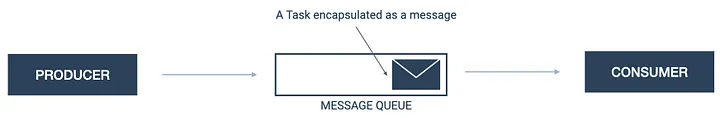 A Task encapsulated as a message
PRODUCER
CONSUMER
MESSAGE QUEUE